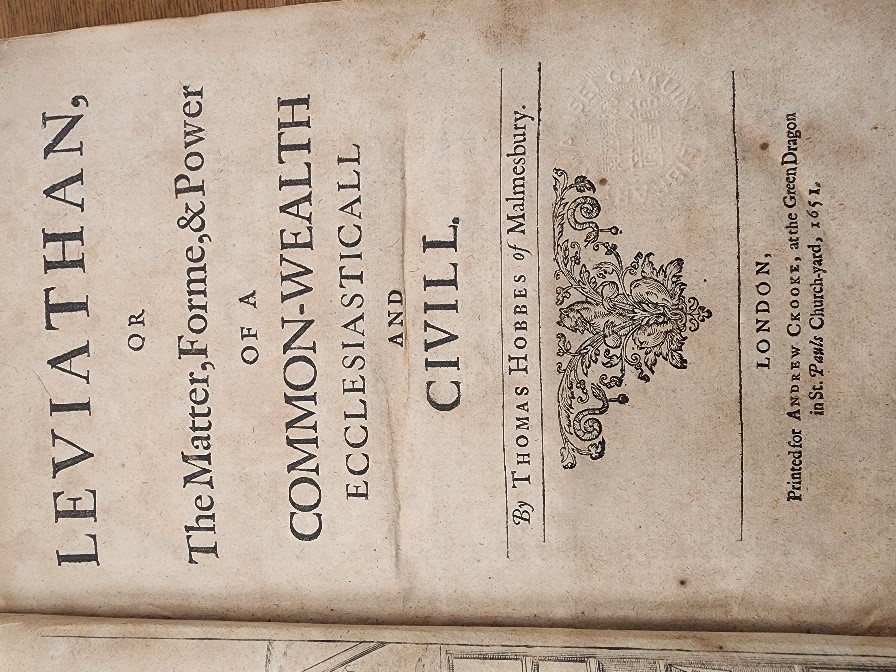 LEVIATHAN,
OR
The Matter, Forme, & Power
OF A
COMMON-WEALTH
ECCLESIASTICALL
AND
CIVILL.
By THOMAS HOBBES of Malmesbury.
LONDON,
Printed for ANDREW CROOKE, at the Green Dragon
in St. Pauls Church-yard, 1651.